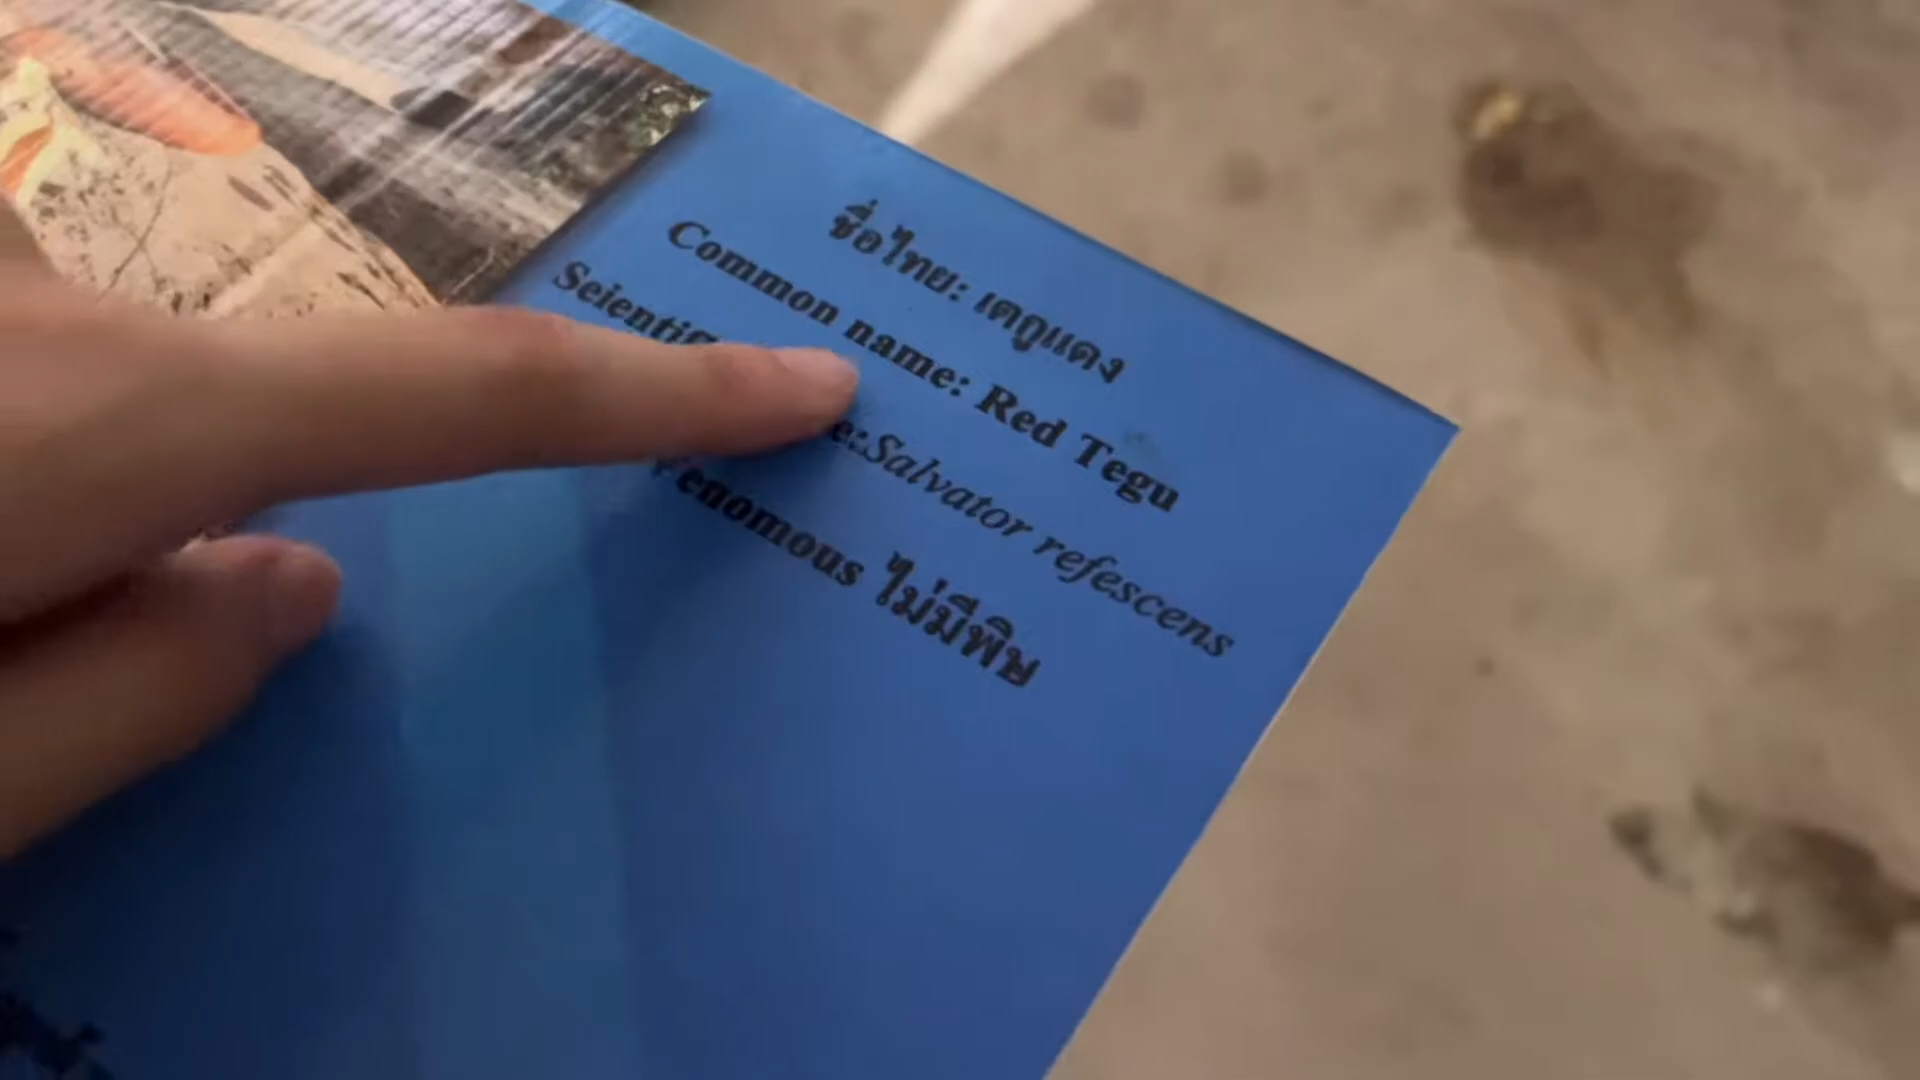 ชื่อไทย: เตกูแดง
Common name: Red Tegu
Salvator refescens
Venomous ไม่มีพิษ